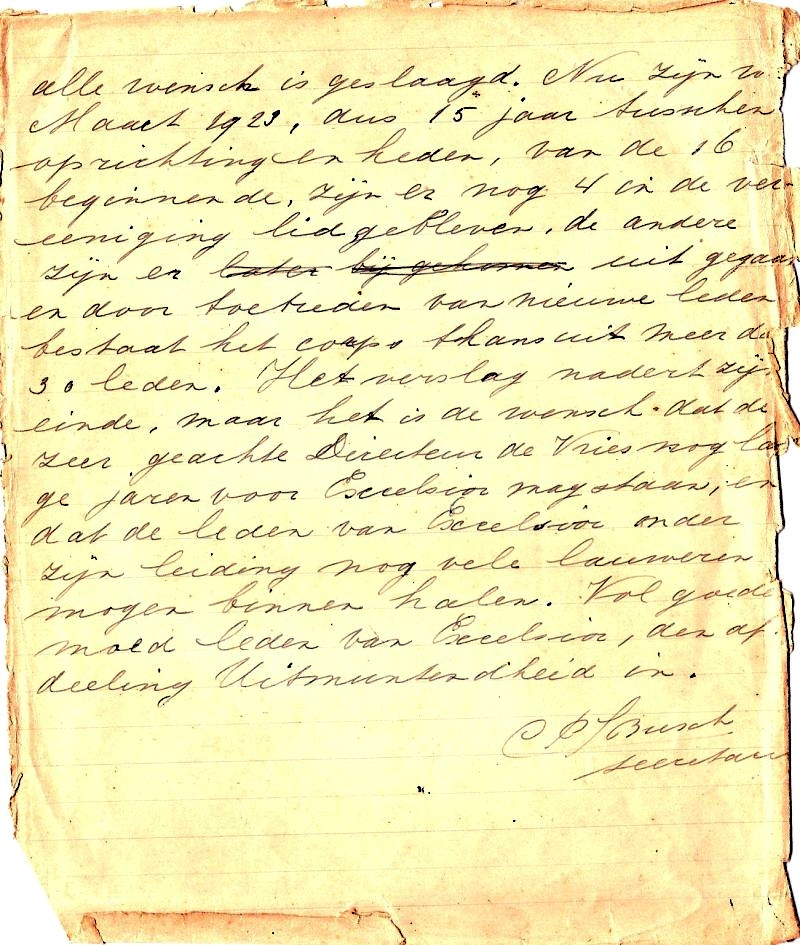 alle wensch is geslaagd. Nu zijn w
Maart 1923, dus 15 jaar tusschen
oprichting en heden, van de 16
beginnende, zijn er nog 4 in de ver-
eeniging lid gebleven, de andere
zijn er later bij gekomen uit gegaan
en door toetreden van nieuwe leden
bestaat het corps thans uit meer da
30 leden. Het verslag nadert zijn
einde, maar het is de wensch dat de
zeer geachte Directeur de Vries nog lan
ge jaren voor Excelsior mag staan, en
dat de leden van Excelsior onder
zijn leiding nog vele lauweren
mogen binnen halen. Vol goede
moed leden van Excelsior, den af-
deeling Uitmuntendheid in.
Busch
secretaris